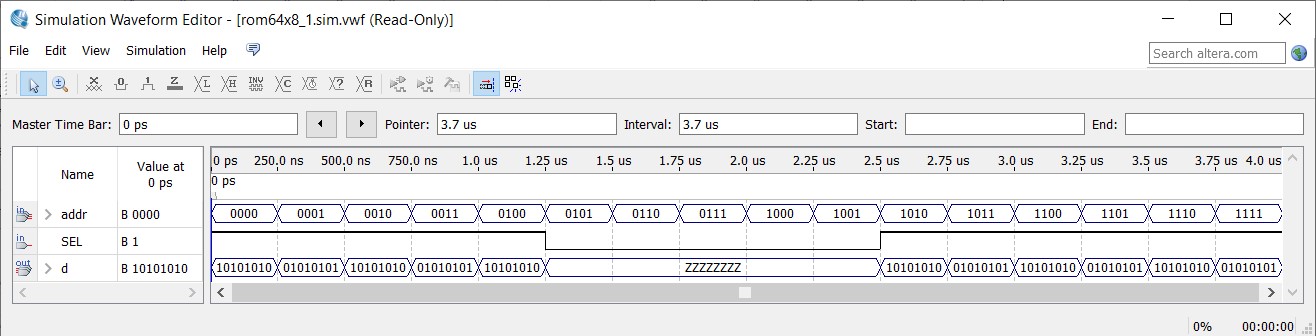 Simulation Waveform Editor - [rom64x8_1.sim.vwf (Read-Only)]
File Edit View Simulation Help
Search altera.com
Master Time Bar: 0 ps Pointer: 3.7 us Interval: 3.7 us Start: End:
Name Value at 0 ps 0 ps 250.0 ns 500.0 ns 750.0 ns 1.0 us 1.25 us 1.5 us 1.75 us 2.0 us 2.25 us 2.5 us 2.75 us 3.0 us 3.25 us 3.5 us 3.75 us 4.0 us
0 ps
in addr B 0000 0000 0001 0010 0011 0100 0101 0110 0111 1000 1001 1010 1011 1100 1101 1110 1111
in SEL B 1
out d B 10101010 10101010 01010101 10101010 01010101 10101010 ZZZZZZZZ 10101010 01010101 10101010 01010101 10101010 01010101
0% 00:00:00